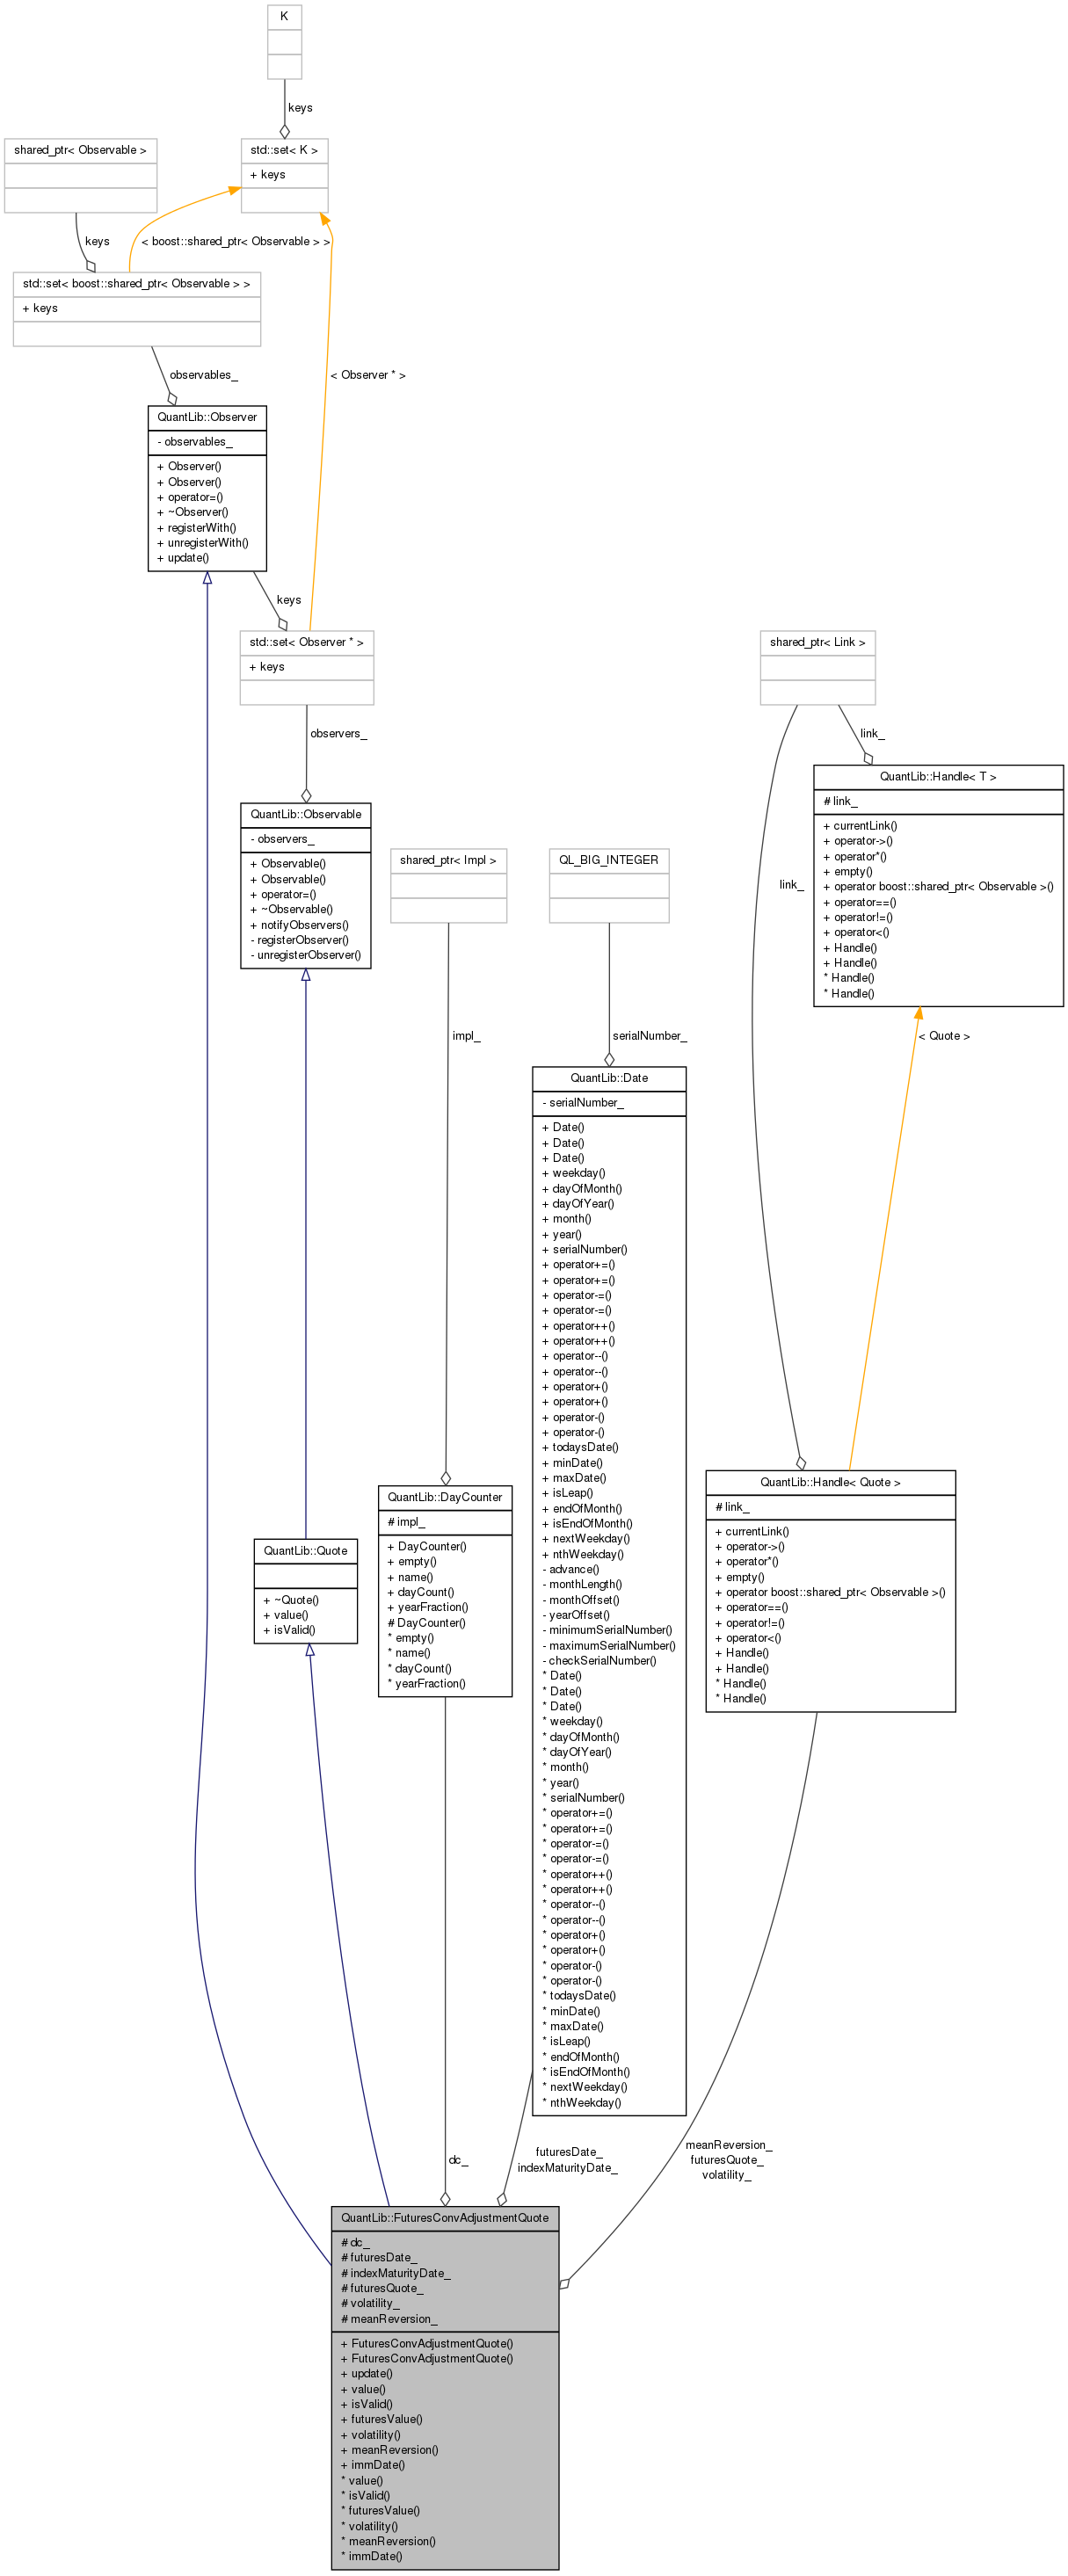 K
keys
shared_ptr< Observable >
std::set< K >
+ keys
keys
< boost::shared_ptr< Observable > >
std::set< boost::shared_ptr< Observable > >
+ keys
observables_
< Observer * >
QuantLib::Observer
- observables_
+ Observer()
+ Observer()
+ operator=()
+ ~Observer()
+ registerWith()
+ unregisterWith()
+ update()
keys
std::set< Observer * >
+ keys
observers_
shared_ptr< Link >
link_
QuantLib::Handle< T >
# link_
+ currentLink()
+ operator->()
+ operator*()
+ empty()
+ operator boost::shared_ptr< Observable >()
+ operator==()
+ operator!=()
+ operator<()
+ Handle()
+ Handle()
* Handle()
* Handle()
link_
QuantLib::Observable
- observers_
+ Observable()
+ Observable()
+ operator=()
+ ~Observable()
+ notifyObservers()
- registerObserver()
- unregisterObserver()
shared_ptr< Impl >
QL_BIG_INTEGER
impl_
serialNumber_
< Quote >
QuantLib::Date
- serialNumber_
+ Date()
+ Date()
+ Date()
+ weekday()
+ dayOfMonth()
+ dayOfYear()
+ month()
+ year()
+ serialNumber()
+ operator+=()
+ operator+=()
+ operator-=()
+ operator-=()
+ operator++()
+ operator++()
+ operator--()
+ operator--()
+ operator+()
+ operator+()
+ operator-()
+ operator-()
+ todaysDate()
+ minDate()
+ maxDate()
+ isLeap()
+ endOfMonth()
+ isEndOfMonth()
+ nextWeekday()
+ nthWeekday()
- advance()
- monthLength()
- monthOffset()
- yearOffset()
- minimumSerialNumber()
- maximumSerialNumber()
- checkSerialNumber()
* Date()
* Date()
* Date()
* weekday()
* dayOfMonth()
* dayOfYear()
* month()
* year()
* serialNumber()
* operator+=()
* operator+=()
* operator-=()
* operator-=()
* operator++()
* operator++()
* operator--()
* operator--()
* operator+()
* operator+()
* operator-()
* operator-()
* todaysDate()
* minDate()
* maxDate()
* isLeap()
* endOfMonth()
* isEndOfMonth()
* nextWeekday()
* nthWeekday()
QuantLib::Handle< Quote >
# link_
+ currentLink()
+ operator->()
+ operator*()
+ empty()
+ operator boost::shared_ptr< Observable >()
+ operator==()
+ operator!=()
+ operator<()
+ Handle()
+ Handle()
* Handle()
* Handle()
QuantLib::DayCounter
# impl_
+ DayCounter()
+ empty()
+ name()
+ dayCount()
+ yearFraction()
# DayCounter()
* empty()
* name()
* dayCount()
* yearFraction()
QuantLib::Quote
+ ~Quote()
+ value()
+ isValid()
dc_
futuresDate_
indexMaturityDate_
meanReversion_
futuresQuote_
volatility_
QuantLib::FuturesConvAdjustmentQuote
# dc_
# futuresDate_
# indexMaturityDate_
# futuresQuote_
# volatility_
# meanReversion_
+ FuturesConvAdjustmentQuote()
+ FuturesConvAdjustmentQuote()
+ update()
+ value()
+ isValid()
+ futuresValue()
+ volatility()
+ meanReversion()
+ immDate()
* value()
* isValid()
* futuresValue()
* volatility()
* meanReversion()
* immDate()